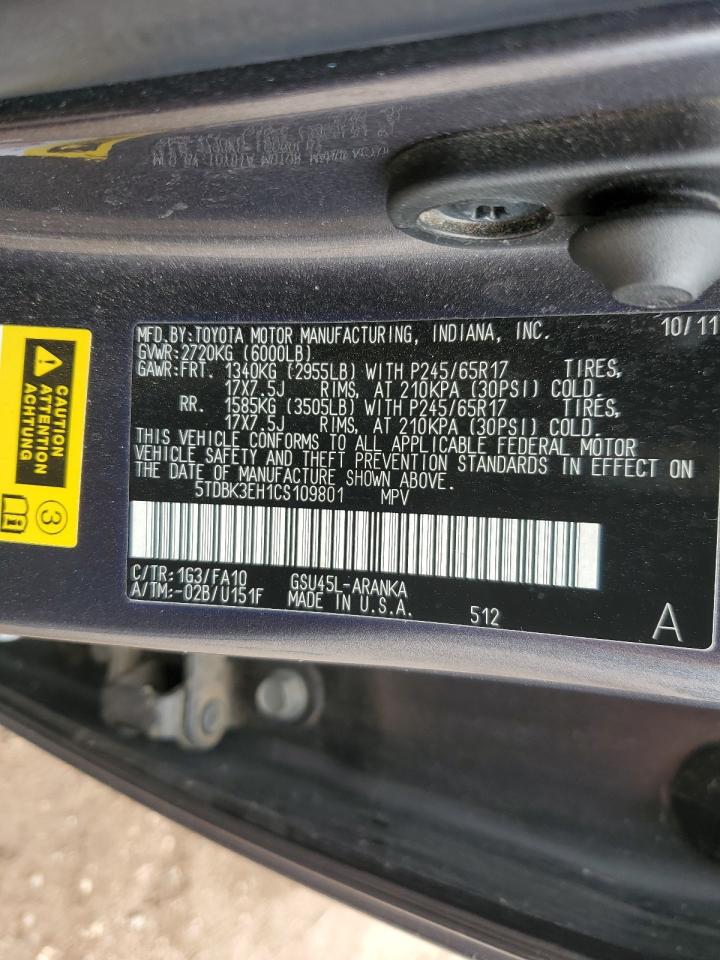 MFD.BY:TOYOTA MOTOR MANUFACTURING, INDIANA, INC. 10/11
GVWR:2720KG (6000LB)
GAWR:FRT. 1340KG (2955LB) WITH P245/65R17 TIRES,
17X7.5J RIMS, AT 210KPA (30PSI) COLD.
RR. 1585KG (3505LB) WITH P245/65R17 TIRES,
17X7.5J RIMS, AT 210KPA (30PSI) COLD.
THIS VEHICLE CONFORMS TO ALL APPLICABLE FEDERAL MOTOR
VEHICLE SAFETY AND THEFT PREVENTION STANDARDS IN EFFECT ON
THE DATE OF MANUFACTURE SHOWN ABOVE.
5TDBK3EH1CS109801 MPV
C/TR:1G3/FA10 GSU45L-ARANKA
A/TM:-02B/U151F MADE IN U.S.A. 512 A
CAUTION
ATTENTION
ACHTUNG
3
i